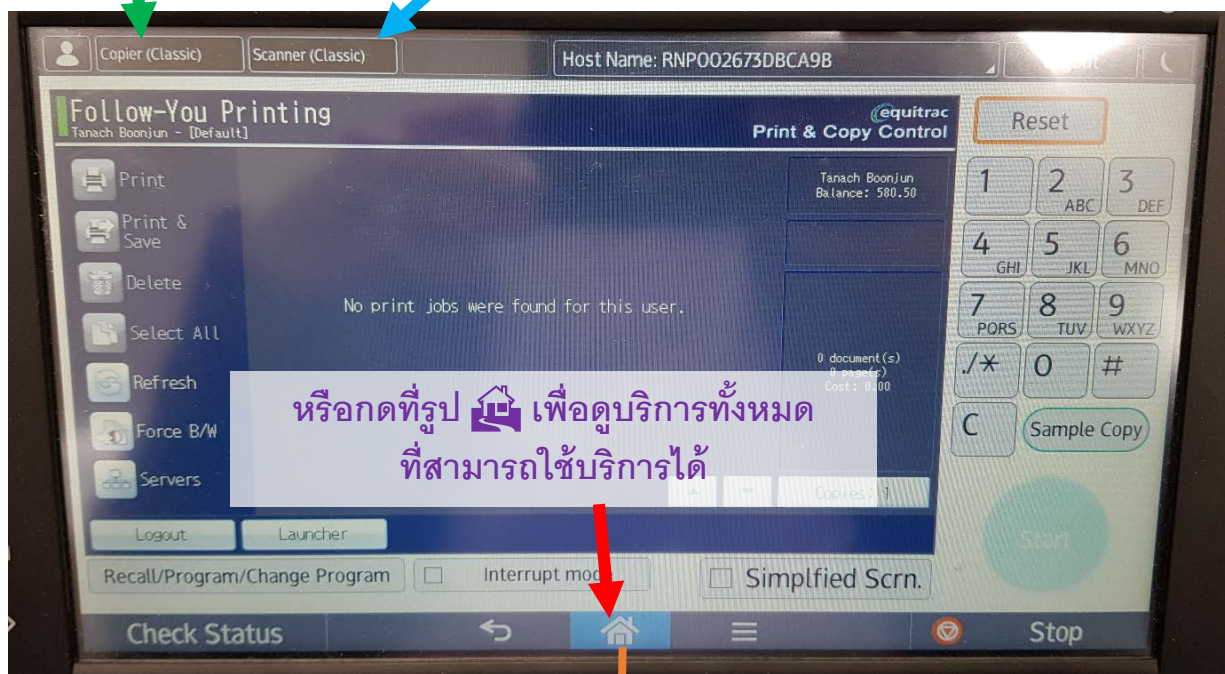 Copier (Classic)
Scanner (Classic)
Host Name: RNP002673DBCA9B
Follow-You Printing
Tanach Boonjun - [Default]
equitrac
Print & Copy Control
Reset
Print
Print &
Save
Delete
Select All
Refresh
Force B/W
Servers
No print jobs were found for this user.
Tanach Boonjun
Balance: 580.50
0 document(s)
0 page(s)
Cost: 0.00
หรือกดที่รูป เพื่อดูบริการทั้งหมด
ที่สามารถใช้บริการได้
Copies: 1
Logout
Launcher
1
2 ABC
3 DEF
4 GHI
5 JKL
6 MNO
7 PQRS
8 TUV
9 WXYZ
./*
0
#
C
Sample Copy
Start
Recall/Program/Change Program
Interrupt mode
Simplfied Scrn.
Check Status
Stop